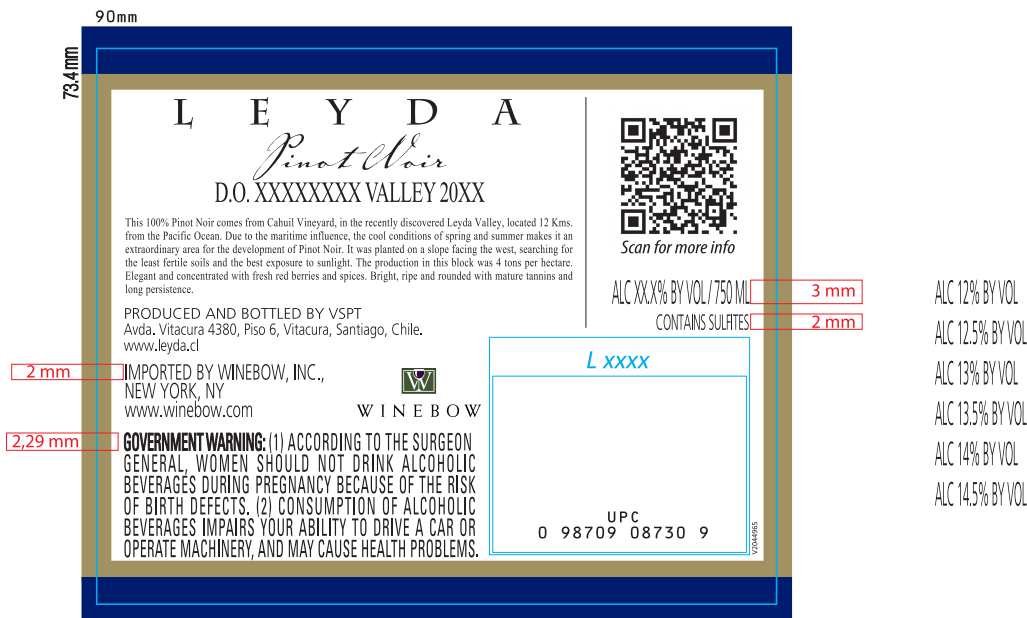 90mm
73.4 mm
LEYDA
Pinot Noir
D.O. XXXXXXXX VALLEY 20XX
This 100% Pinot Noir comes from Cahuil Vineyard, in the recently discovered Leyda Valley, located 12 Kms.
from the Pacific Ocean. Due to the maritime influence, the cool conditions of spring and summer makes it an
extraordinary area for the development of Pinot Noir. It was planted on a slope facing the west, searching for
the least fertile soils and the best exposure to sunlight. The production in this block was 4 tons per hectare.
Elegant and concentrated with fresh red berries and spices. Bright, ripe and rounded with mature tannins and
long persistence.
PRODUCED AND BOTTLED BY VSPT
Avda. Vitacura 4380, Piso 6, Vitacura, Santiago, Chile.
www.leyda.cl
2 mm
IMPORTED BY WINEBOW, INC.,
NEW YORK, NY
www.winebow.com
W
WINEBOW
2,29 mm
GOVERNMENT WARNING: (1) ACCORDING TO THE SURGEON
GENERAL, WOMEN SHOULD NOT DRINK ALCOHOLIC
BEVERAGES DURING PREGNANCY BECAUSE OF THE RISK
OF BIRTH DEFECTS. (2) CONSUMPTION OF ALCOHOLIC
BEVERAGES IMPAIRS YOUR ABILITY TO DRIVE A CAR OR
OPERATE MACHINERY, AND MAY CAUSE HEALTH PROBLEMS.
Scan for more info
ALC XX.X% BY VOL / 750 ML
3 mm
CONTAINS SULFITES
2 mm
L xxxx
UPC
0 98709 08730 9
V2044965
ALC 12% BY VOL
ALC 12.5% BY VOL
ALC 13% BY VOL
ALC 13.5% BY VOL
ALC 14% BY VOL
ALC 14.5% BY VOL